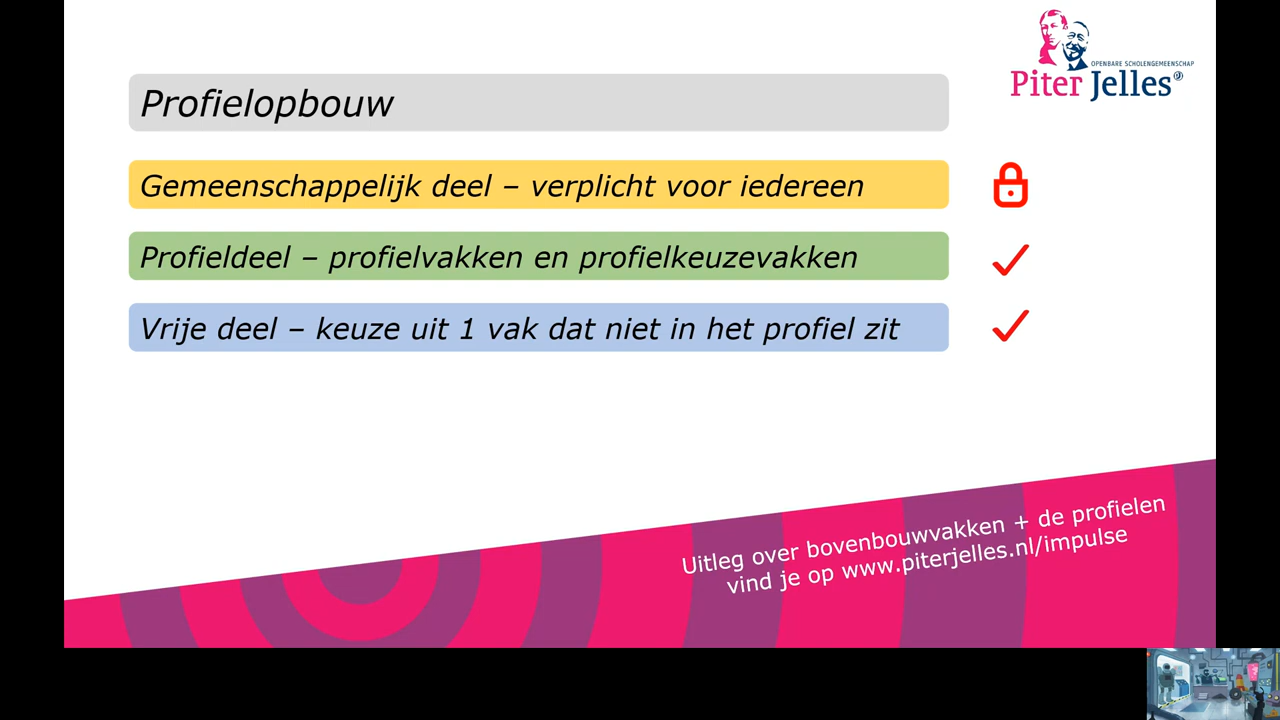 OPENBARE SCHOLENGEMEENSCHAP
Piter Jelles
Profielopbouw
Gemeenschappelijk deel – verplicht voor iedereen
Profieldeel – profielvakken en profielkeuzevakken
Vrije deel – keuze uit 1 vak dat niet in het profiel zit
Uitleg over bovenbouwvakken + de profielen
vind je op www.piterjelles.nl/impulse